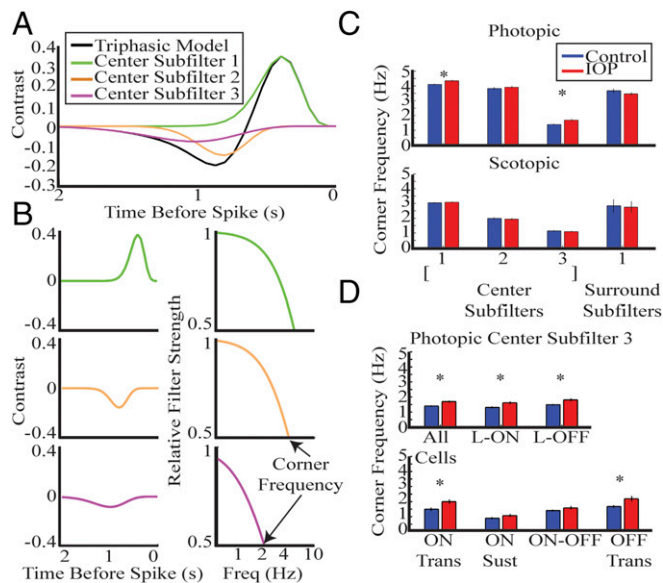 A
0.4
0.3
0.2
0.1
0
-0.1
-0.2
-0.3
Contrast
Triphasic Model
Center Subfilter 1
Center Subfilter 2
Center Subfilter 3
2 1 0
Time Before Spike (s)
B
0.4
0
-0.4
0.4
0
-0.4
0.4
0
-0.4
Contrast
2 1 0
Time Before Spike (s)
1
0.5
1
0.5
1
0.5
Relative Filter Strength
Corner
Frequency
1 2 4 10
Freq (Hz)
C
Photopic
Control
IOP
* *
5
4
3
2
1
0
Scotopic
5
4
3
2
1
0
Corner Frequency (Hz)
1 2 3 1
[ ]
Center
Subfilters
Surround
Subfilters
D
Photopic Center Subfilter 3
5
4
3
2
1
0
* * *
All
Cells
L-ON L-OFF
5
4
3
2
1
0
* *
Corner Frequency (Hz)
ON
Trans
ON
Sust
ON-OFF
OFF
Trans